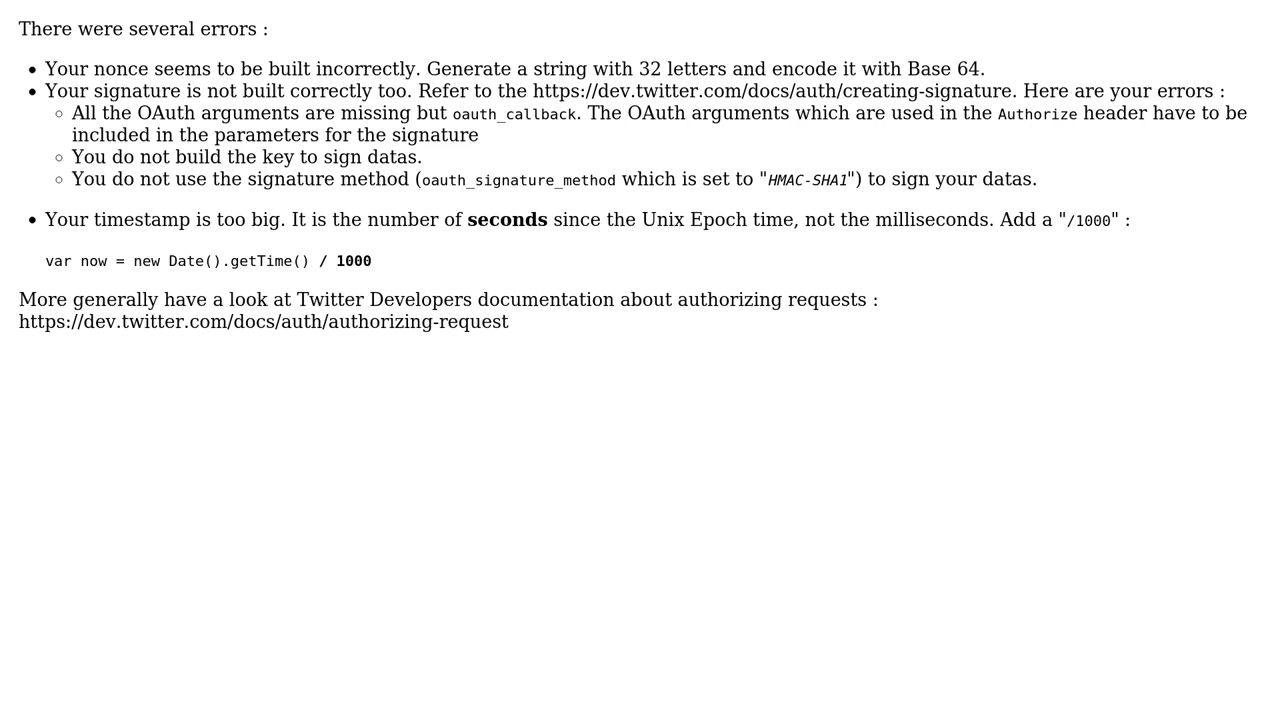 There were several errors :
Your nonce seems to be built incorrectly. Generate a string with 32 letters and encode it with Base 64.
Your signature is not built correctly too. Refer to the https://dev.twitter.com/docs/auth/creating-signature. Here are your errors :
All the OAuth arguments are missing but oauth_callback. The OAuth arguments which are used in the Authorize header have to be
included in the parameters for the signature
You do not build the key to sign datas.
You do not use the signature method (oauth_signature_method which is set to "HMAC-SHA1") to sign your datas.
Your timestamp is too big. It is the number of seconds since the Unix Epoch time, not the milliseconds. Add a "/1000" :
var now = new Date().getTime() / 1000
More generally have a look at Twitter Developers documentation about authorizing requests :
https://dev.twitter.com/docs/auth/authorizing-request